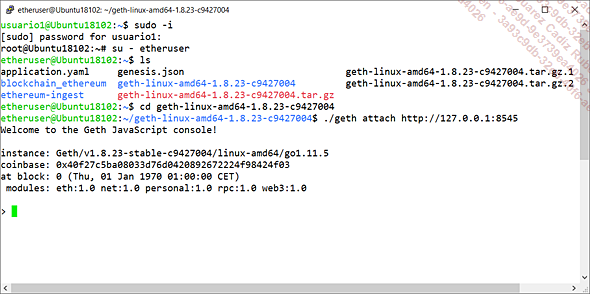 etheruser@Ubuntu18102: ~/geth-linux-amd64-1.8.23-c9427004
usuario1@Ubuntu18102:~$ sudo -i
[sudo] password for usuario1:
root@Ubuntu18102:~# su - etheruser
etheruser@Ubuntu18102:~$ ls
application.yaml genesis.json geth-linux-amd64-1.8.23-c9427004.tar.gz.1
blockchain_ethereum geth-linux-amd64-1.8.23-c9427004 geth-linux-amd64-1.8.23-c9427004.tar.gz.2
ethereum-ingest geth-linux-amd64-1.8.23-c9427004.tar.gz
etheruser@Ubuntu18102:~$ cd geth-linux-amd64-1.8.23-c9427004
etheruser@Ubuntu18102:~/geth-linux-amd64-1.8.23-c9427004$ ./geth attach http://127.0.0.1:8545
Welcome to the Geth JavaScript console!
instance: Geth/v1.8.23-stable-c9427004/linux-amd64/go1.11.5
coinbase: 0x40f27c5ba08033d76d0420892672224f98424f03
at block: 0 (Thu, 01 Jan 1970 01:00:00 CET)
modules: eth:1.0 net:1.0 personal:1.0 rpc:1.0 web3:1.0
>